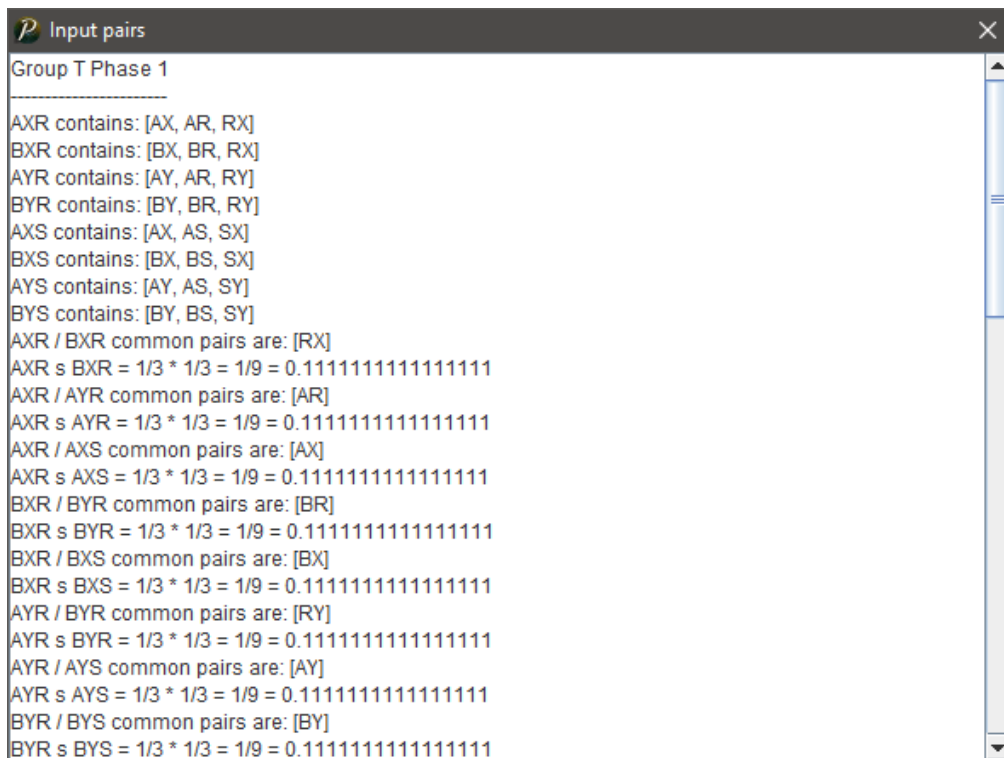 Input pairs
Group T Phase 1
-----------------------
AXR contains: [AX, AR, RX]
BXR contains: [BX, BR, RX]
AYR contains: [AY, AR, RY]
BYR contains: [BY, BR, RY]
AXS contains: [AX, AS, SX]
BXS contains: [BX, BS, SX]
AYS contains: [AY, AS, SY]
BYS contains: [BY, BS, SY]
AXR / BXR common pairs are: [RX]
AXR s BXR = 1/3 * 1/3 = 1/9 = 0.1111111111111111
AXR / AYR common pairs are: [AR]
AXR s AYR = 1/3 * 1/3 = 1/9 = 0.1111111111111111
AXR / AXS common pairs are: [AX]
AXR s AXS = 1/3 * 1/3 = 1/9 = 0.1111111111111111
BXR / BYR common pairs are: [BR]
BXR s BYR = 1/3 * 1/3 = 1/9 = 0.1111111111111111
BXR / BXS common pairs are: [BX]
BXR s BXS = 1/3 * 1/3 = 1/9 = 0.1111111111111111
AYR / BYR common pairs are: [RY]
AYR s BYR = 1/3 * 1/3 = 1/9 = 0.1111111111111111
AYR / AYS common pairs are: [AY]
AYR s AYS = 1/3 * 1/3 = 1/9 = 0.1111111111111111
BYR / BYS common pairs are: [BY]
BYR s BYS = 1/3 * 1/3 = 1/9 = 0.1111111111111111